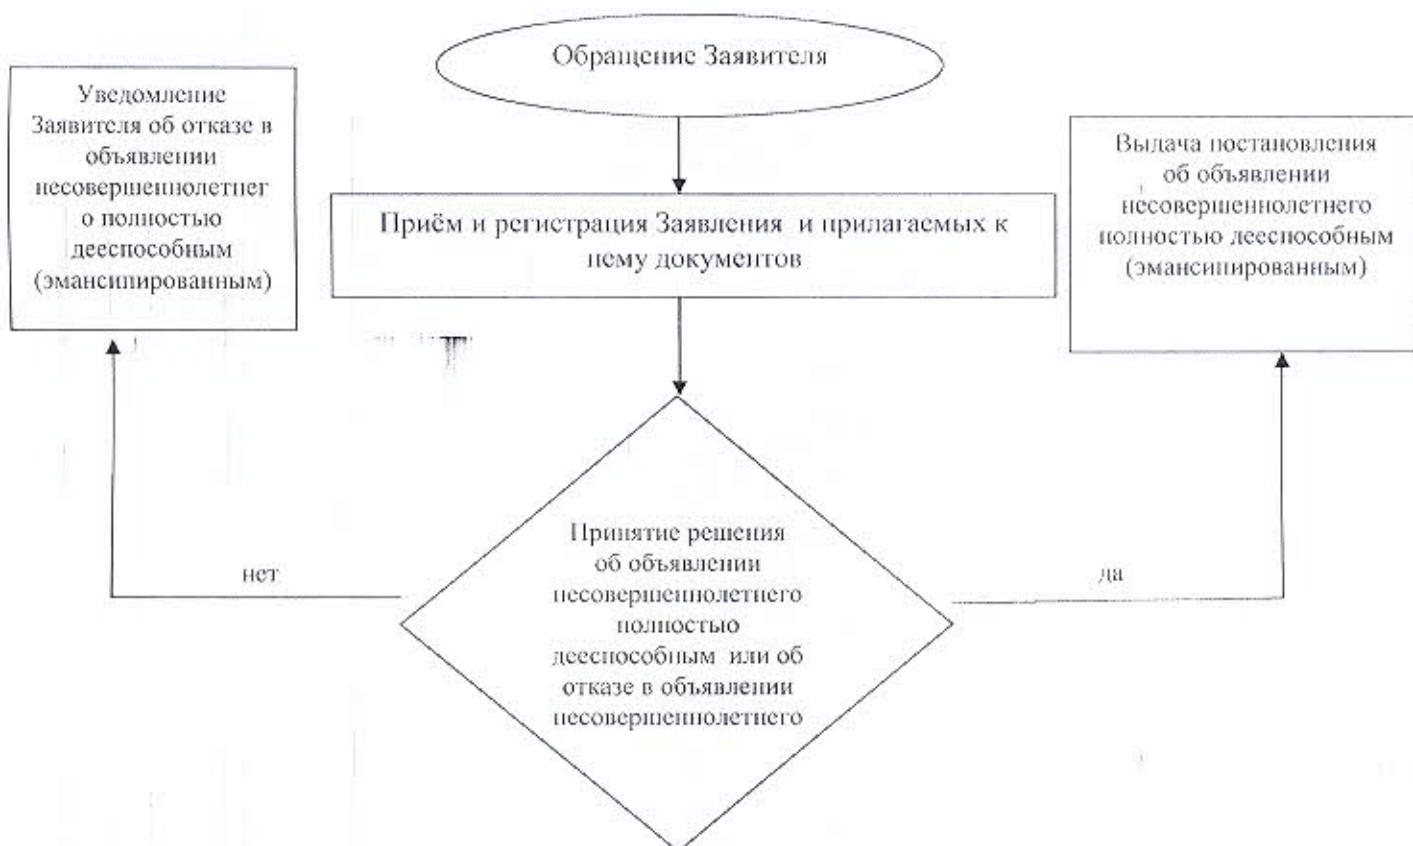 Обращение Заявителя
Уведомление
Заявителя об отказе в
объявлении
несовершеннолетнег
о полностью
дееспособным
(эмансипированным)
Выдача постановления
об объявлении
несовершеннолетнего
полностью дееспособным
(эмансипированным)
Приём и регистрация Заявления и прилагаемых к
нему документов
Принятие решения
об объявлении
несовершеннолетнего
полностью
дееспособным или об
отказе в объявлении
несовершеннолетнего
нет
да